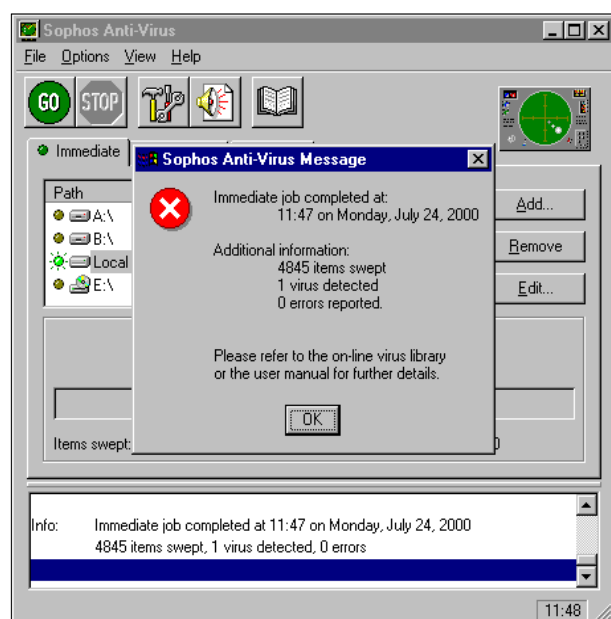 Sophos Anti-Virus
File Options View Help
GO STOP
Immediate
Sophos Anti-Virus Message
Path
A:\
B:\
Local
E:\
Immediate job completed at:
11:47 on Monday, July 24, 2000
Additional information:
4845 items swept
1 virus detected
0 errors reported.
Please refer to the on-line virus library
or the user manual for further details.
OK
Add...
Remove
Edit...
Items swept:
Info: Immediate job completed at 11:47 on Monday, July 24, 2000
4845 items swept, 1 virus detected, 0 errors
11:48